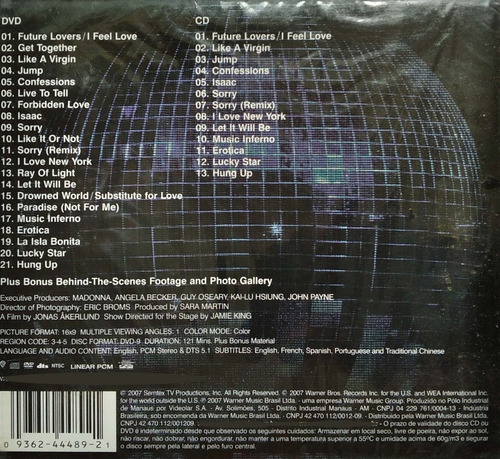 DVD
01. Future Lovers/I Feel Love
02. Get Together
03. Like A Virgin
04. Jump
05. Confessions
06. Live To Tell
07. Forbidden Love
08. Isaac
09. Sorry
10. Like It Or Not
11. Sorry (Remix)
12. I Love New York
13. Ray Of Light
14. Let It Will Be
15. Drowned World/Substitute for Love
16. Paradise (Not For Me)
17. Music Inferno
18. Erotica
19. La Isla Bonita
20. Lucky Star
21. Hung Up
CD
01. Future Lovers/I Feel Love
02. Like A Virgin
03. Jump
04. Confessions
05. Isaac
06. Sorry
07. Sorry (Remix)
08. I Love New York
09. Let It Will Be
10. Music Inferno
11. Erotica
12. Lucky Star
13. Hung Up
Plus Bonus Behind-The-Scenes Footage and Photo Gallery
Executive Producers: MADONNA, ANGELA BECKER, GUY OSEARY, KAI-LU HSIUNG, JOHN PAYNE
Director of Photography: ERIC BROMS Produced by SARA MARTIN
A Film by JONAS ÅKERLUND Show Directed for the Stage by JAMIE KING
PICTURE FORMAT: 16x9 MULTIPLE VIEWING ANGLES: 1 COLOR MODE: Color
REGION CODE: 3-4-5 DISC FORMAT: DVD-9 DURATION: 121 Mins. Plus Bonus Material
LANGUAGE AND AUDIO CONTENT: English, PCM Stereo & DTS 5.1 SUBTITLES: English, French, Spanish, Portuguese and Traditional Chinese
dts NTSC LINEAR PCM
℗ © 2007 Semtex TV Productions, Inc. All Rights Reserved. © 2007 Warner Bros. Records Inc. for the U.S. and WEA International Inc.
for the world outside the U.S. ℗ 2007 Warner Music Brasil Ltda. - uma empresa Warner Music Group. Produzido no Pólo Industrial
de Manaus por Videolar S.A. - Av. Solimões, 505 - Distrito Industrial Manaus - AM - CNPJ 04 229 761/0004-13 - Indústria
Brasileira, sob encomenda da Warner Music Brasil Ltda. - CNPJ 42 470 112/0012-09 - Distribuído pela Warner Music Brasil Ltda.
CNPJ 42 470 112/001209. - O prazo de validade do disco CD ou
DVD é indeterminado desde que observado os seguintes cuidados: Armazenar em local seco, livre de poeira, não expor ao sol,
não riscar, não dobrar, não engordurar, não manter a uma temperatura superior a 55ºC e umidade acima de 60g/m3 e segurar
o disco sempre pela lateral e pelo furo central.
0 9362-44489-2 1